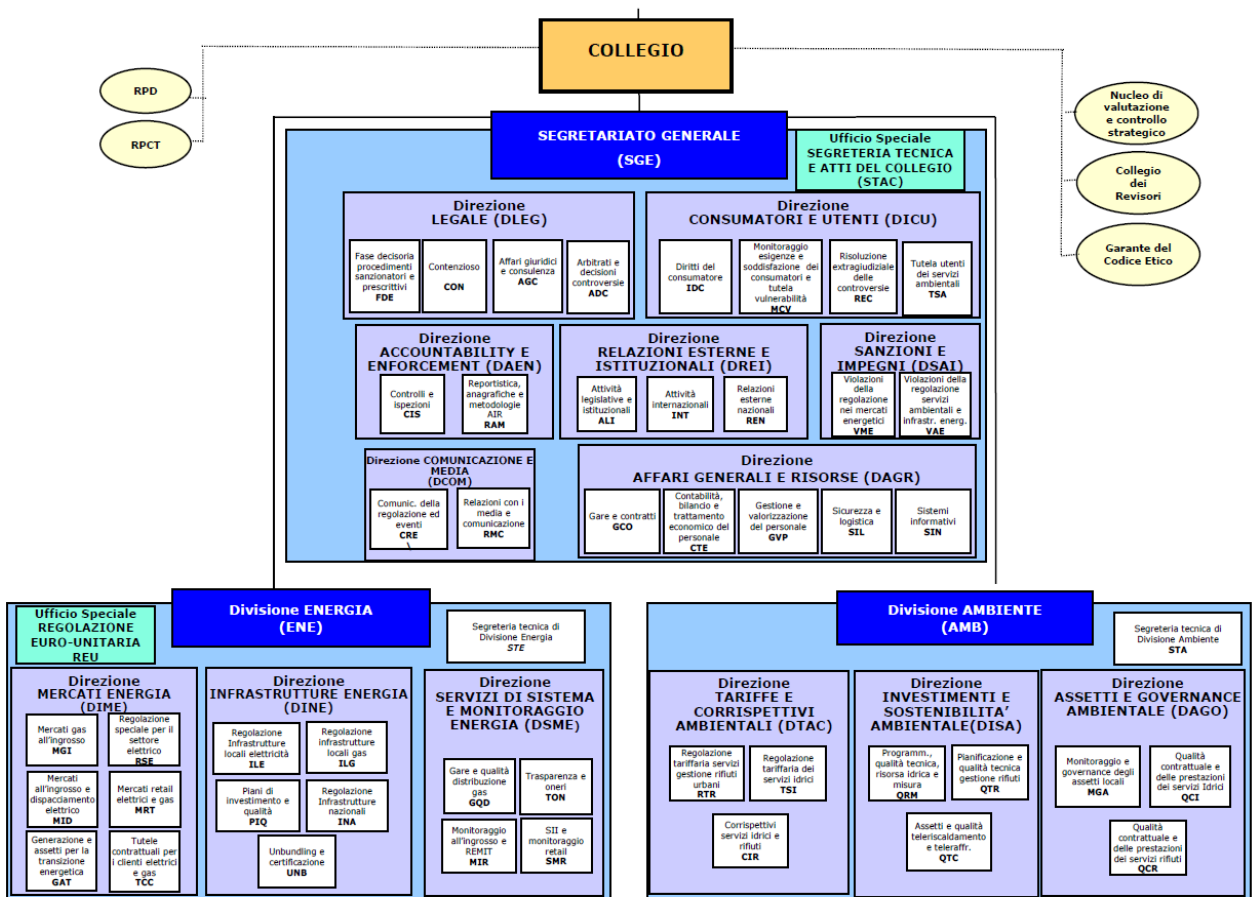 COLLEGIO
RPD
RPCT
Nucleo di
valutazione
e controllo
strategico
Collegio
dei
Revisori
Garante del
Codice Etico
SEGRETARIATO GENERALE
(SGE)
Ufficio Speciale
SEGRETERIA TECNICA
E ATTI DEL COLLEGIO
(STAC)
Direzione
LEGALE (DLEG)
Fase decisoria
procedimenti
sanzionatori e
prescrittivi
FDE
Contenzioso
CON
Affari giuridici
e consulenza
AGC
Arbitrati e
decisioni
controversie
ADC
Direzione
CONSUMATORI E UTENTI (DICU)
Diritti del
consumatore
IDC
Monitoraggio
esigenze e
soddisfazione dei
consumatori e
tutela
vulnerabilità
MCV
Risoluzione
extragiudiziale
delle
controversie
REC
Tutela utenti
dei servizi
ambientali
TSA
Direzione
ACCOUNTABILITY E
ENFORCEMENT (DAEN)
Controlli e
ispezioni
CIS
Reportistica,
anagrafiche e
metodologie
AIR
RAM
Direzione
RELAZIONI ESTERNE E
ISTITUZIONALI (DREI)
Attività
legislative e
istituzionali
ALI
Attività
internazionali
INT
Relazioni
esterne
nazionali
REN
Direzione
SANZIONI E
IMPEGNI (DSAI)
Violazioni
della
regolazione
nei mercati
energetici
VME
Violazioni della
regolazione
servizi
ambientali e
infrastr. energ.
VAE
Direzione COMUNICAZIONE E
MEDIA
(DCOM)
Comunic. della
regolazione ed
eventi
CRE
\
Relazioni con i
media e
comunicazione
RMC
Direzione
AFFARI GENERALI E RISORSE (DAGR)
Gare e contratti
GCO
Contabilità,
bilancio e
trattamento
economico del
personale
CTE
Gestione e
valorizzazione
del personale
GVP
Sicurezza e
logistica
SIL
Sistemi
informativi
SIN
Divisione ENERGIA
(ENE)
Ufficio Speciale
REGOLAZIONE
EURO-UNITARIA
REU
Segreteria tecnica di
Divisione Energia
STE
Direzione
MERCATI ENERGIA
(DIME)
Mercati gas
all'ingrosso
MGI
Regolazione
speciale per il
settore
elettrico
RSE
Mercati
all'ingrosso e
dispacciamento
elettrico
MID
Mercati retail
elettrici e gas
MRT
Generazione e
assetti per la
transizione
energetica
GAT
Tutele
contrattuali per
i clienti elettrici
e gas
TCC
Direzione
INFRASTRUTTURE ENERGIA
(DINE)
Regolazione
Infrastrutture
locali elettricità
ILE
Regolazione
infrastrutture
locali gas
ILG
Piani di
investimento e
qualità
PIQ
Regolazione
Infrastrutture
nazionali
INA
Unbundling e
certificazione
UNB
Direzione
SERVIZI DI SISTEMA
E MONITORAGGIO
ENERGIA (DSME)
Gare e qualità
distribuzione
gas
GQD
Trasparenza e
oneri
TON
Monitoraggio
all'ingrosso e
REMIT
MIR
SII e
monitoraggio
retail
SMR
Divisione AMBIENTE
(AMB)
Segreteria tecnica di
Divisione Ambiente
STA
Direzione
TARIFFE E
CORRISPETTIVI
AMBIENTALI (DTAC)
Regolazione
tariffaria servizi
gestione rifiuti
urbani
RTR
Regolazione
tariffaria dei
servizi idrici
TSI
Corrispettivi
servizi idrici e
rifiuti
CIR
Direzione
INVESTIMENTI E
SOSTENIBILITA'
AMBIENTALE(DISA)
Programm.,
qualità tecnica,
risorsa idrica e
misura
QRM
Pianificazione e
qualità tecnica
gestione rifiuti
QTR
Assetti e qualità
teleriscaldamento
e teleraffr.
QTC
Direzione
ASSETTI E GOVERNANCE
AMBIENTALE (DAGO)
Monitoraggio e
governance degli
assetti locali
MGA
Qualità
contrattuale e
delle prestazioni
dei servizi Idrici
QCI
Qualità
contrattuale e
delle prestazioni
dei servizi rifiuti
QCR